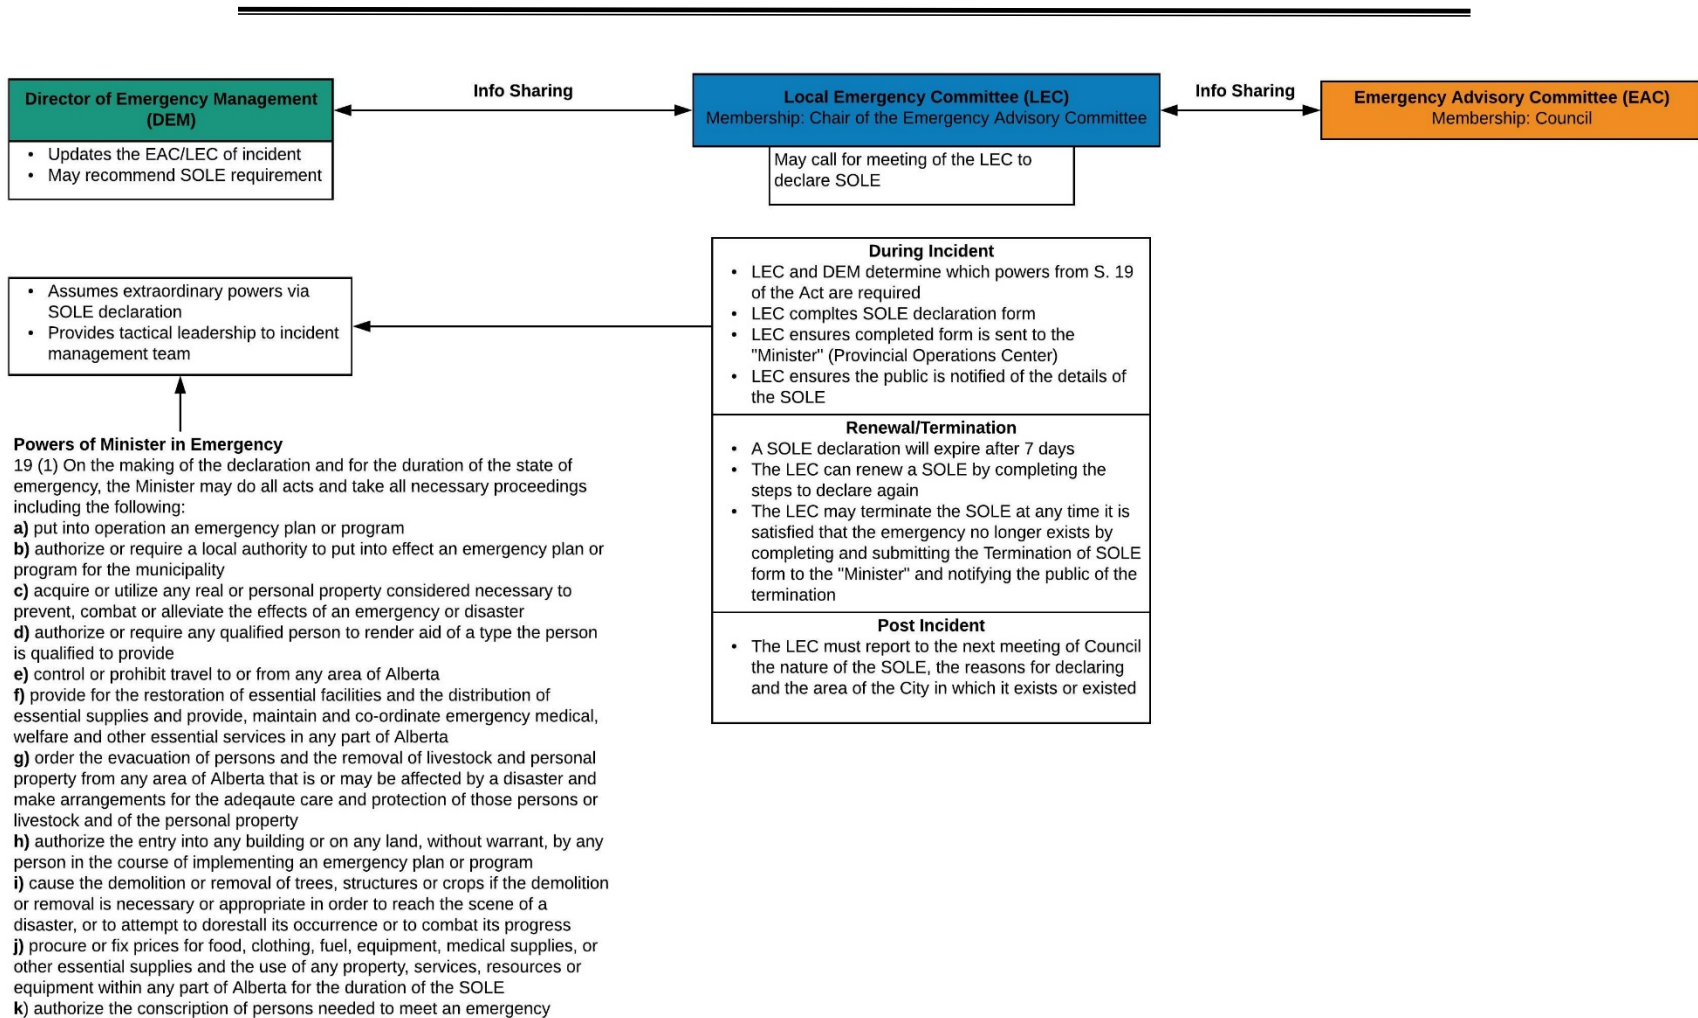 Director of Emergency Management
(DEM)
• Updates the EAC/LEC of incident
• May recommend SOLE requirement
Info Sharing
Local Emergency Committee (LEC)
Membership: Chair of the Emergency Advisory Committee
May call for meeting of the LEC to
declare SOLE
Info Sharing
Emergency Advisory Committee (EAC)
Membership: Council
• Assumes extraordinary powers via
SOLE declaration
• Provides tactical leadership to incident
management team
During Incident
• LEC and DEM determine which powers from S. 19
of the Act are required
• LEC compltes SOLE declaration form
• LEC ensures completed form is sent to the
"Minister" (Provincial Operations Center)
• LEC ensures the public is notified of the details of
the SOLE
Renewal/Termination
• A SOLE declaration will expire after 7 days
• The LEC can renew a SOLE by completing the
steps to declare again
• The LEC may terminate the SOLE at any time it is
satisfied that the emergency no longer exists by
completing and submitting the Termination of SOLE
form to the "Minister" and notifying the public of the
termination
Post Incident
• The LEC must report to the next meeting of Council
the nature of the SOLE, the reasons for declaring
and the area of the City in which it exists or existed
Powers of Minister in Emergency
19 (1) On the making of the declaration and for the duration of the state of
emergency, the Minister may do all acts and take all necessary proceedings
including the following:
a) put into operation an emergency plan or program
b) authorize or require a local authority to put into effect an emergency plan or
program for the municipality
c) acquire or utilize any real or personal property considered necessary to
prevent, combat or alleviate the effects of an emergency or disaster
d) authorize or require any qualified person to render aid of a type the person
is qualified to provide
e) control or prohibit travel to or from any area of Alberta
f) provide for the restoration of essential facilities and the distribution of
essential supplies and provide, maintain and co-ordinate emergency medical,
welfare and other essential services in any part of Alberta
g) order the evacuation of persons and the removal of livestock and personal
property from any area of Alberta that is or may be affected by a disaster and
make arrangements for the adeqaute care and protection of those persons or
livestock and of the personal property
h) authorize the entry into any building or on any land, without warrant, by any
person in the course of implementing an emergency plan or program
i) cause the demolition or removal of trees, structures or crops if the demolition
or removal is necessary or appropriate in order to reach the scene of a
disaster, or to attempt to dorestall its occurrence or to combat its progress
j) procure or fix prices for food, clothing, fuel, equipment, medical supplies, or
other essential supplies and the use of any property, services, resources or
equipment within any part of Alberta for the duration of the SOLE
k) authorize the conscription of persons needed to meet an emergency